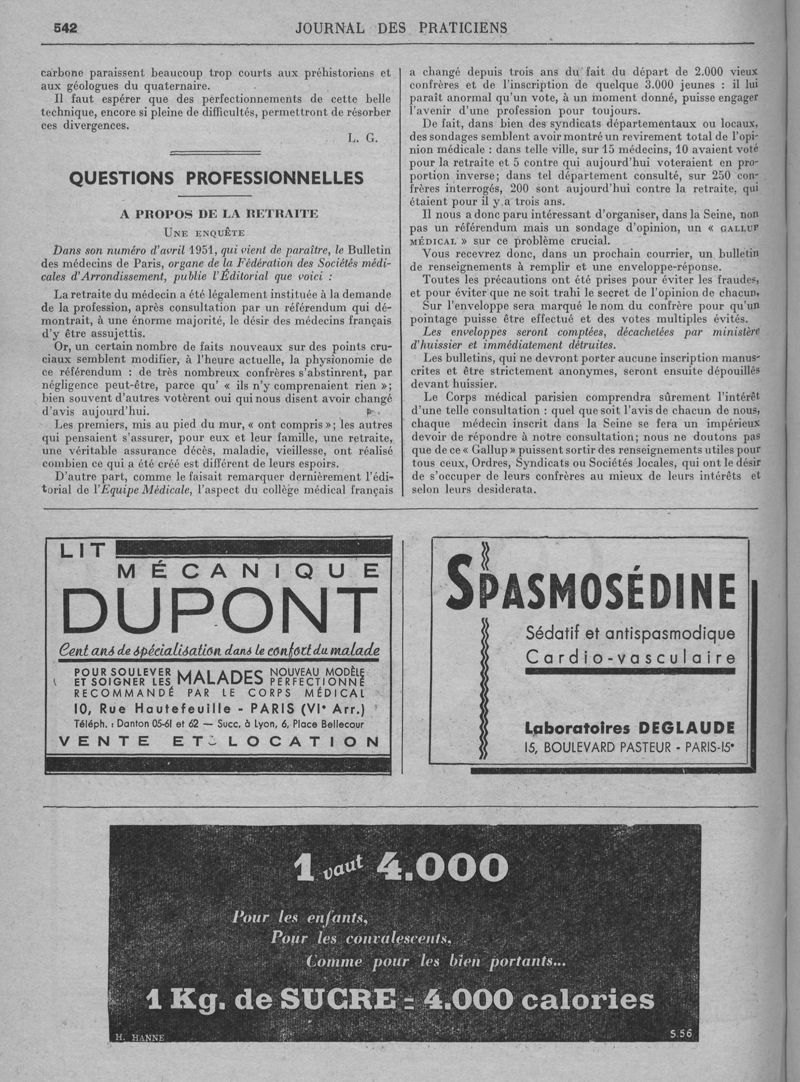 542
JOURNAL DES PRATICIENS
carbone paraissent beaucoup trop courts aux préhistoriens et
aux géologues du quaternaire.
Il faut espérer que des perfectionnements de cette belle
technique, encore si pleine de difficultés, permettront de résorber
ces divergences.
L. G.
QUESTIONS PROFESSIONNELLES
A PROPOS DE LA RETRAITE
UNE ENQUÊTE
Dans son numéro d'avril 1951, qui vient de paraître, le Bulletin
des médecins de Paris, organe de la Fédération des Sociétés médi-
cales d'Arrondissement, publie l'Éditorial que voici :
La retraite du médecin a été légalement instituée à la demande
de la profession, après consultation par un référendum qui dé-
montrait, à une énorme majorité, le désir des médecins français
d'y être assujettis.
Or, un certain nombre de faits nouveaux sur des points cru-
ciaux semblent modifier, à l'heure actuelle, la physionomie de
ce référendum : de très nombreux confrères s'abstinrent, par
négligence peut-être, parce qu' « ils n'y comprenaient rien » ;
bien souvent d'autres votèrent oui qui nous disent avoir changé
d'avis aujourd'hui.
Les premiers, mis au pied du mur, « ont compris » ; les autres
qui pensaient s'assurer, pour eux et leur famille, une retraite,
une véritable assurance décès, maladie, vieillesse, ont réalisé
combien ce qui a été créé est différent de leurs espoirs.
D'autre part, comme le faisait remarquer dernièrement l'édi-
torial de l'Equipe Médicale, l'aspect du collège médical français
a changé depuis trois ans du fait du départ de 2.000 vieux
confrères et de l'inscription de quelque 3.000 jeunes : il lui
paraît anormal qu'un vote, à un moment donné, puisse engager
l'avenir d'une profession pour toujours.
De fait, dans bien des syndicats départementaux ou locaux,
des sondages semblent avoir montré un revirement total de l'opi-
nion médicale : dans telle ville, sur 15 médecins, 10 avaient voté
pour la retraite et 5 contre qui aujourd'hui voteraient en pro-
portion inverse ; dans tel département consulté, sur 250 con-
frères interrogés, 200 sont aujourd'hui contre la retraite, qui
étaient pour il y a trois ans.
Il nous a donc paru intéressant d'organiser, dans la Seine, non
pas un référendum mais un sondage d'opinion, un « GALLUP
MÉDICAL » sur ce problème crucial.
Vous recevrez donc, dans un prochain courrier, un bulletin
de renseignements à remplir et une enveloppe-réponse.
Toutes les précautions ont été prises pour éviter les fraudes,
et pour éviter que ne soit trahi le secret de l'opinion de chacun.
Sur l'enveloppe sera marqué le nom du confrère pour qu'un
pointage puisse être effectué et des votes multiples évités.
Les enveloppes seront comptées, décachetées par ministère
d'huissier et immédiatement détruites.
Les bulletins, qui ne devront porter aucune inscription manus-
crites et être strictement anonymes, seront ensuite dépouillés
devant huissier.
Le Corps médical parisien comprendra sûrement l'intérêt
d'une telle consultation : quel que soit l'avis de chacun de nous,
chaque médecin inscrit dans la Seine se fera un impérieux
devoir de répondre à notre consultation ; nous ne doutons pas
que de ce « Gallup » puissent sortir des renseignements utiles pour
tous ceux, Ordres, Syndicats ou Sociétés locales, qui ont le désir
de s'occuper de leurs confrères au mieux de leurs intérêts et
selon leurs desiderata.
LIT
MÉCANIQUE
DUPONT
Cent ans de spécialisation dans le confort du malade
POUR SOULEVER
ET SOIGNER LES MALADES NOUVEAU MODÈLE
PERFECTIONNÉ
RECOMMANDÉ PAR LE CORPS MÉDICAL
10, Rue Hautefeuille - PARIS (VIe Arr.)
Téléph. : Danton 05-61 et 62 — Succ. à Lyon, 6, Place Bellecour
VENTE ET LOCATION
SPASMOSÉDINE
Sédatif et antispasmodique
Cardio-vasculaire
Laboratoires DEGLAUDE
15, BOULEVARD PASTEUR - PARIS-15e
1 vaut 4.000
Pour les enfants,
Pour les convalescents,
Comme pour les bien portants...
1 Kg. de SUCRE = 4.000 calories
H. HANNE
5 56